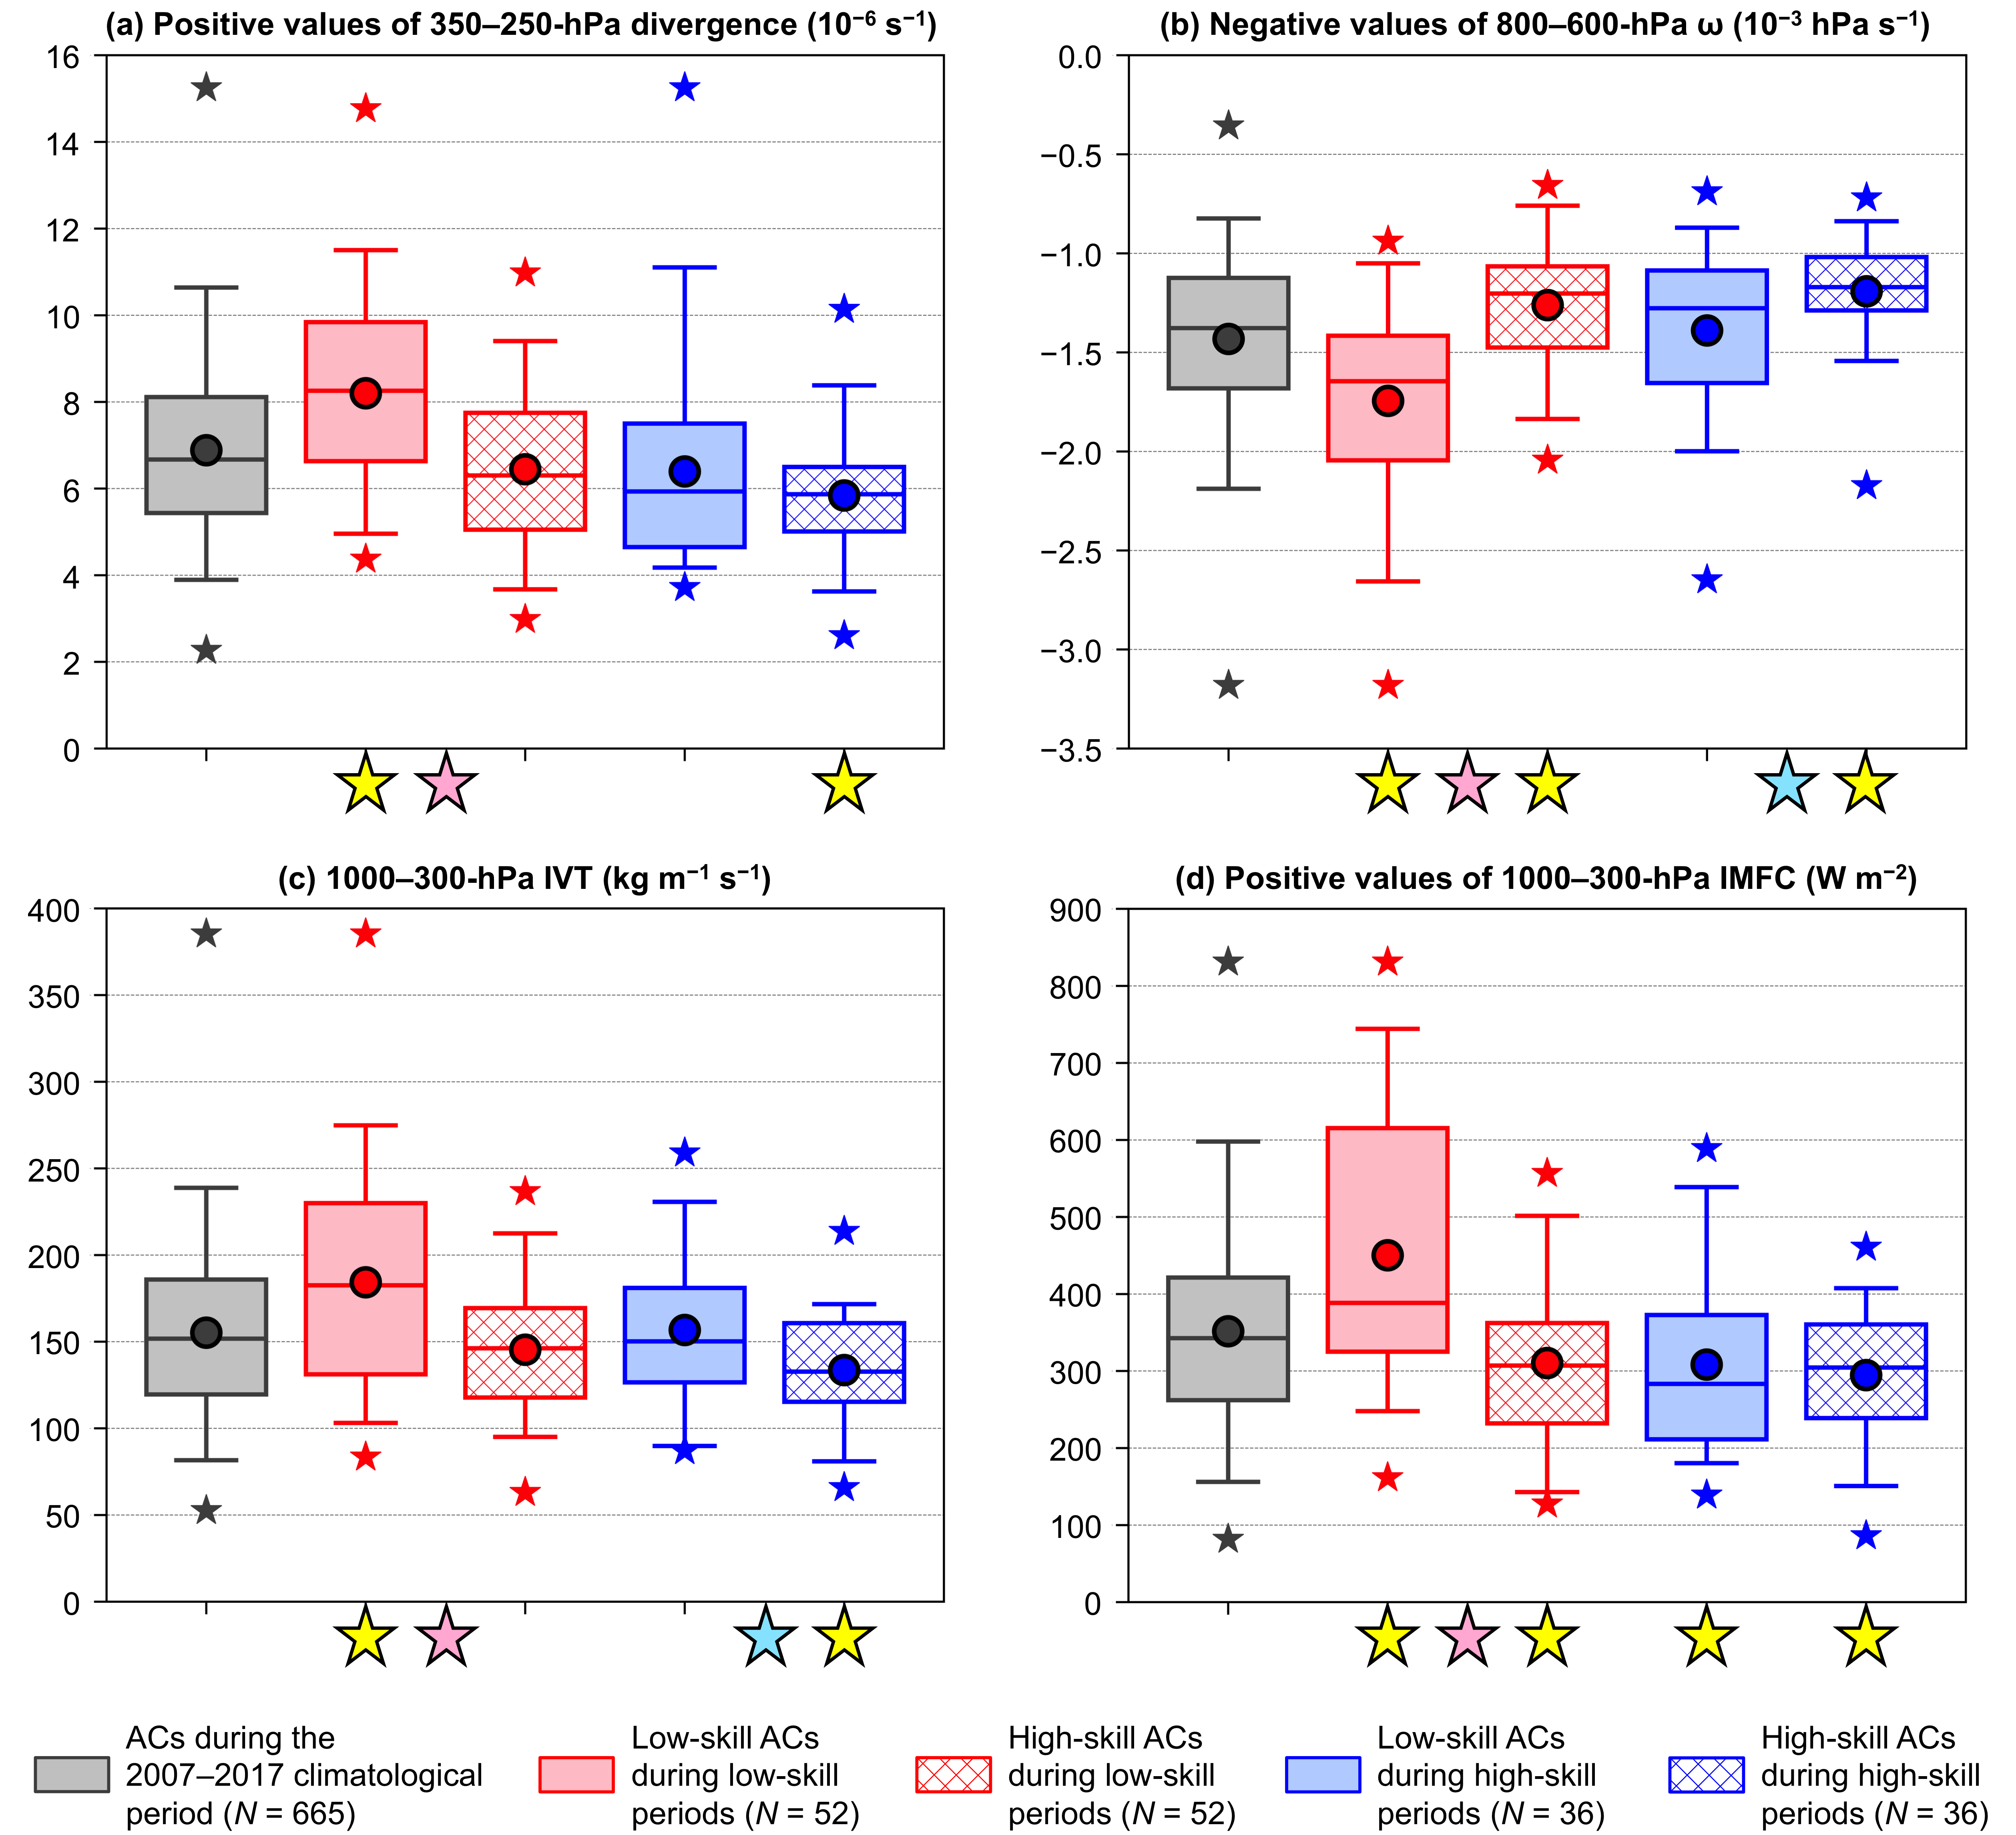 (a) Positive values of 350–250-hPa divergence (10⁻⁶ s⁻¹)
16
14
12
10
8
6
4
2
0
(b) Negative values of 800–600-hPa ω (10⁻³ hPa s⁻¹)
0.0
−0.5
−1.0
−1.5
−2.0
−2.5
−3.0
−3.5
(c) 1000–300-hPa IVT (kg m⁻¹ s⁻¹)
400
350
300
250
200
150
100
50
0
(d) Positive values of 1000–300-hPa IMFC (W m⁻²)
900
800
700
600
500
400
300
200
100
0
ACs during the
2007–2017 climatological
period (N = 665)
Low-skill ACs
during low-skill
periods (N = 52)
High-skill ACs
during low-skill
periods (N = 52)
Low-skill ACs
during high-skill
periods (N = 36)
High-skill ACs
during high-skill
periods (N = 36)